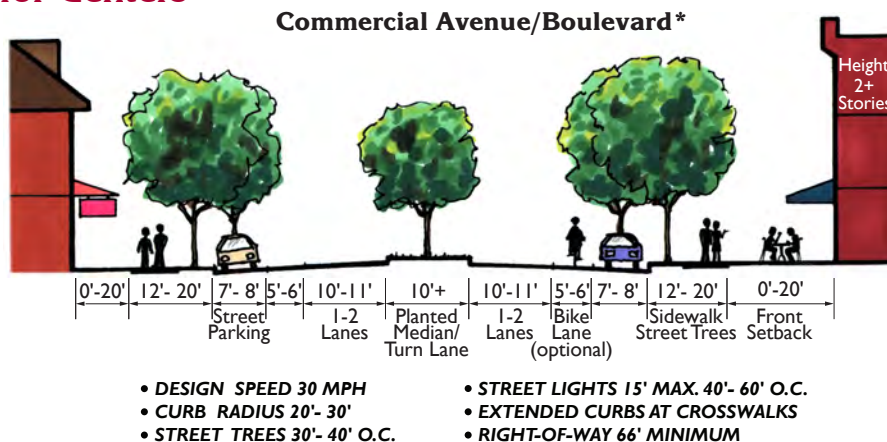 Commercial Avenue/Boulevard*
Height
2+
Stories
0'-20' 12'- 20' 7'- 8' 5'-6' 10'-11' 10'+ 10'-11' 5'-6' 7'- 8' 12'- 20' 0'-20'
Street Parking
1-2 Lanes
Planted Median/ Turn Lane
1-2 Lanes
Bike Lane (optional)
Sidewalk Street Trees
Front Setback
• DESIGN SPEED 30 MPH
• CURB RADIUS 20'- 30'
• STREET TREES 30'- 40' O.C.
• STREET LIGHTS 15' MAX. 40'- 60' O.C.
• EXTENDED CURBS AT CROSSWALKS
• RIGHT-OF-WAY 66' MINIMUM